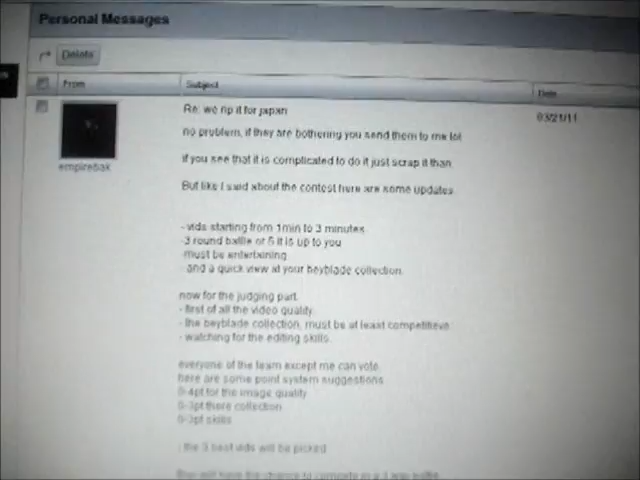 Personal Messages
Delete
From
Subject
Date
Re: we rip it for japan
03/21/11
no problem, if they are bothering you send them to me lol
empirebak
if you see that it is complicated to do it just scrap it than
But like I said about the contest here are some updates
- vids starting from 1min to 3 minutes
-3 round battle or 5 it is up to you
-must be entertaining
- and a quick view at your beyblade collection.
now for the judging part.
- first of all the video quality
- the beyblade collection, must be at least competitieve
- watching for the editing skills.
everyone of the team except me can vote.
here are some point system suggestions
0-4pt for the image quality
0-3pt there collection
0-3pt skills
the 3 best vids will be picked